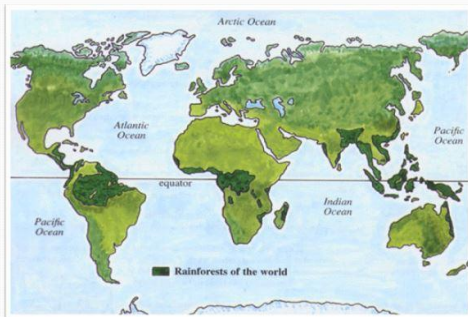 Arctic Ocean
Atlantic
Ocean
Pacific
Ocean
equator
Indian
Ocean
Pacific
Ocean
Rainforests of the world